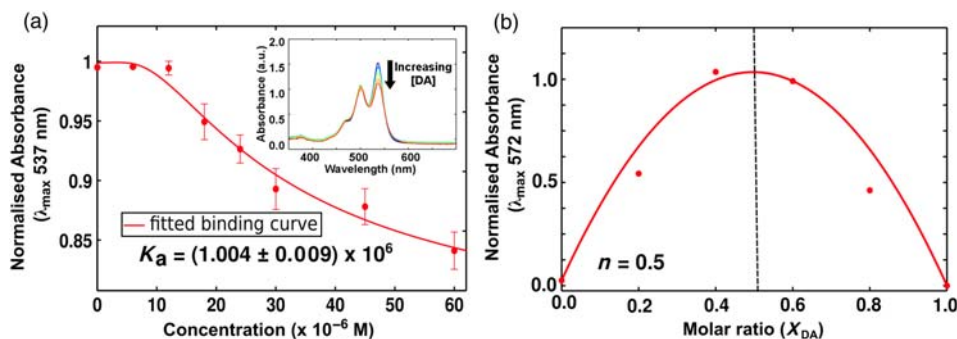 (a)
Normalised Absorbance
(λmax 537 nm)
1
0.95
0.9
0.85
0 10 20 30 40 50 60
Concentration (x 10⁻⁶ M)
fitted binding curve
Kₐ = (1.004 ± 0.009) x 10⁶
Absorbance (a.u.)
2.0
1.5
1.0
0.5
0.0
400 500 600
Wavelength (nm)
Increasing
[DA]
(b)
Normalised Absorbance
(λmax 572 nm)
1.0
0.5
0.0
0.0 0.2 0.4 0.6 0.8 1.0
Molar ratio (XDA)
n = 0.5